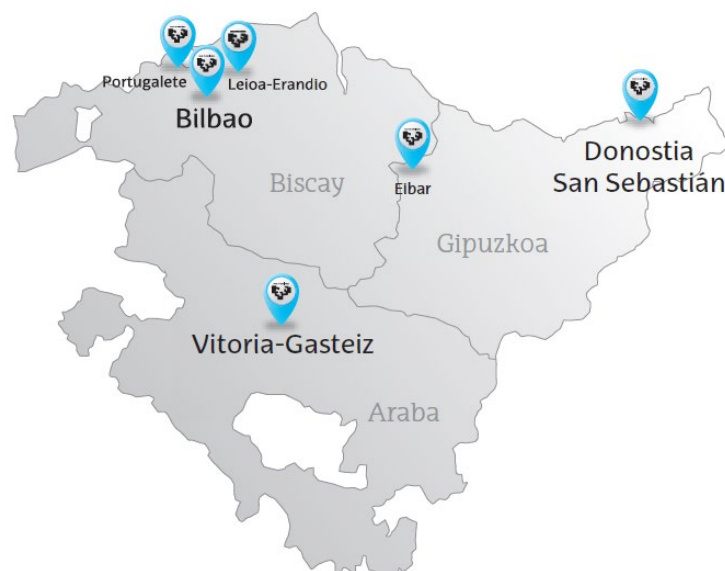 Portugalete
Leioa-Erandio
Bilbao
Biscay
Eibar
Donostia
San Sebastián
Gipuzkoa
Vitoria-Gasteiz
Araba